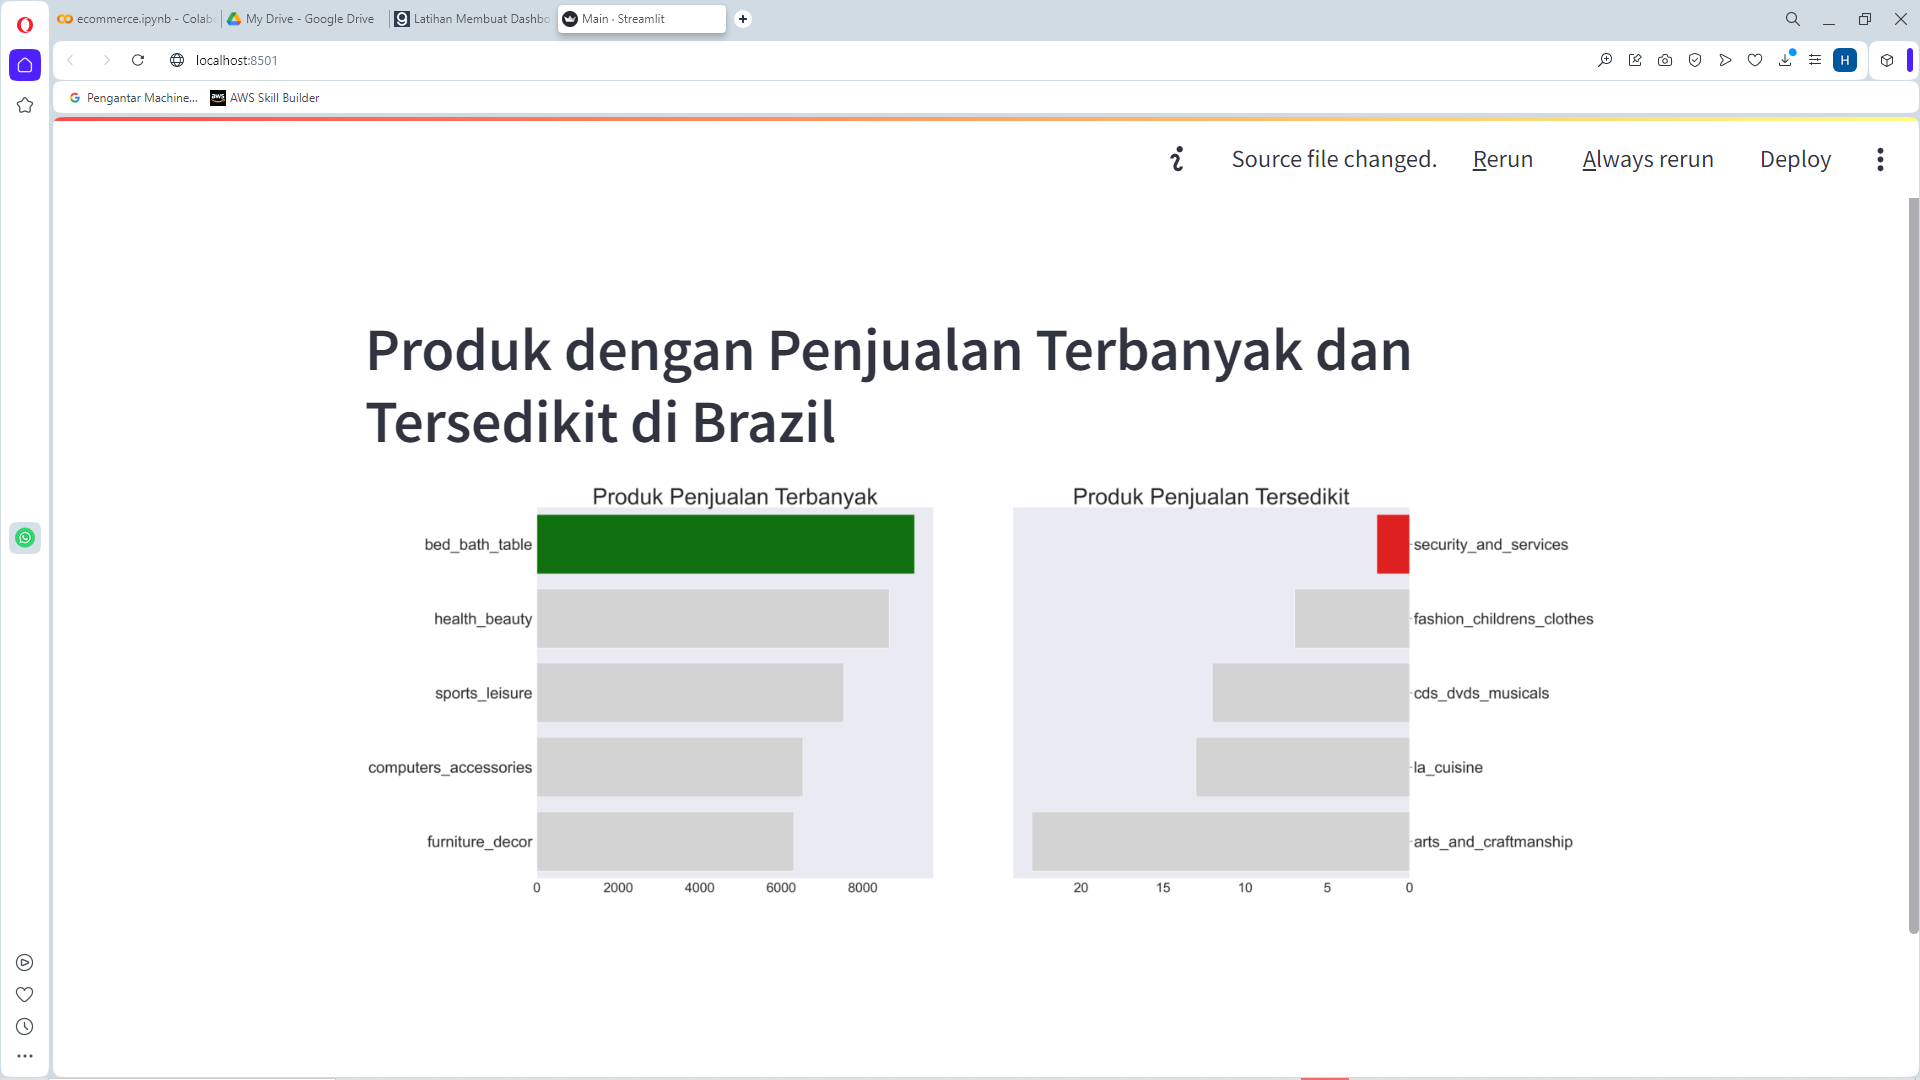 ecommerce.ipynb - Colab
My Drive - Google Drive
Latihan Membuat Dashbo
Main · Streamlit
localhost:8501
H
Pengantar Machine...
aws
AWS Skill Builder
Source file changed.
Rerun
Always rerun
Deploy
Produk dengan Penjualan Terbanyak dan
Tersedikit di Brazil
Produk Penjualan Terbanyak
bed_bath_table
health_beauty
sports_leisure
computers_accessories
furniture_decor
0 2000 4000 6000 8000
Produk Penjualan Tersedikit
security_and_services
fashion_childrens_clothes
cds_dvds_musicals
la_cuisine
arts_and_craftmanship
20 15 10 5 0